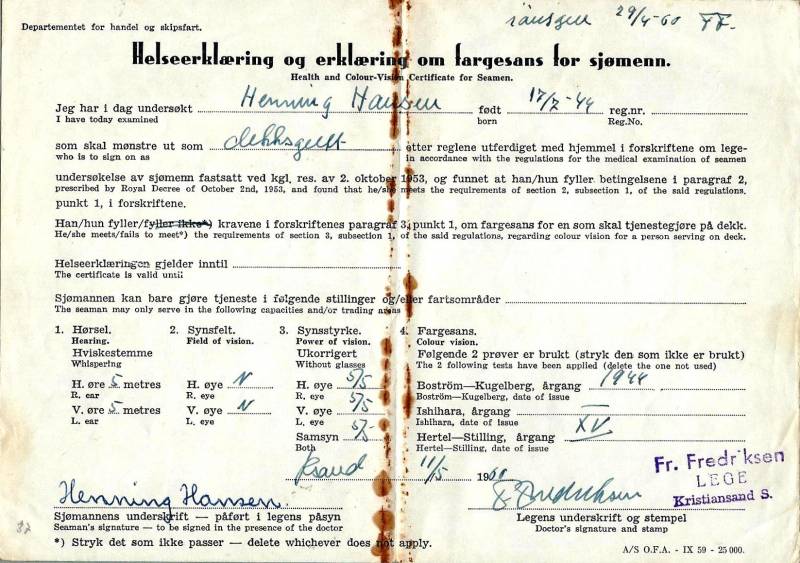 29/4-60
Departementet for handel og skipsfart.
Helseerklæring og erklæring om fargesans for sjømenn.
Health and Colour-Vision Certificate for Seamen.
Jeg har i dag undersøkt Henning Hansen født 17/7-44 reg.nr.
I have today examined born Reg.No.
som skal mønstre ut som dekksgutt etter reglene utferdiget med hjemmel i forskriftene om lege-
who is to sign on as in accordance with the regulations for the medical examination of seamen
undersøkelse av sjømenn fastsatt ved kgl. res. av 2. oktober 1953, og funnet at han/hun fyller betingelsene i paragraf 2,
prescribed by Royal Decree of October 2nd, 1953, and found that he/she meets the requirements of section 2, subsection 1, of the said regulations.
punkt 1, i forskriftene.
Han/hun fyller/fyller ikke*) kravene i forskriftenes paragraf 3, punkt 1, om fargesans for en som skal tjenestegjøre på dekk.
He/she meets/fails to meet*) the requirements of section 3, subsection 1, of the said regulations, regarding colour vision for a person serving on deck.
Helseerklæringen gjelder inntil
The certificate is valid until
Sjømannen kan bare gjøre tjeneste i følgende stillinger og/eller fartsområder
The seaman may only serve in the following capacities and/or trading areas
1. Hørsel. 2. Synsfelt. 3. Synsstyrke. 4. Fargesans.
Hearing. Field of vision. Power of vision. Colour vision.
Hviskestemme Ukorrigert Følgende 2 prøver er brukt (stryk den som ikke er brukt)
Whispering Without glasses The 2 following tests have been applied (delete the one not used)
H. øre 5 metres H. øye N H. øye 5/5 Boström—Kugelberg, årgang 1944
R. ear R. eye R. eye 5/5 Boström—Kugelberg, date of issue
V. øre 5 metres V. øye N V. øye 5/5 Ishihara, årgang —
L. ear L. eye L. eye Ishihara, date of issue
Samsyn 5/5 Hertel—Stilling, årgang XV
Both Hertel—Stilling, date of issue
Krsand 11/5 1960
Fr. Fredriksen
LEGE
Kristiansand S.
Henning Hansen F Fredriksen
Sjømannens underskrift — påført i legens påsyn Legens underskrift og stempel
Seaman's signature — to be signed in the presence of the doctor Doctor's signature and stamp
*) Stryk det som ikke passer — delete whichever does not apply.
A/S O.F.A. - IX 59 - 25 000.